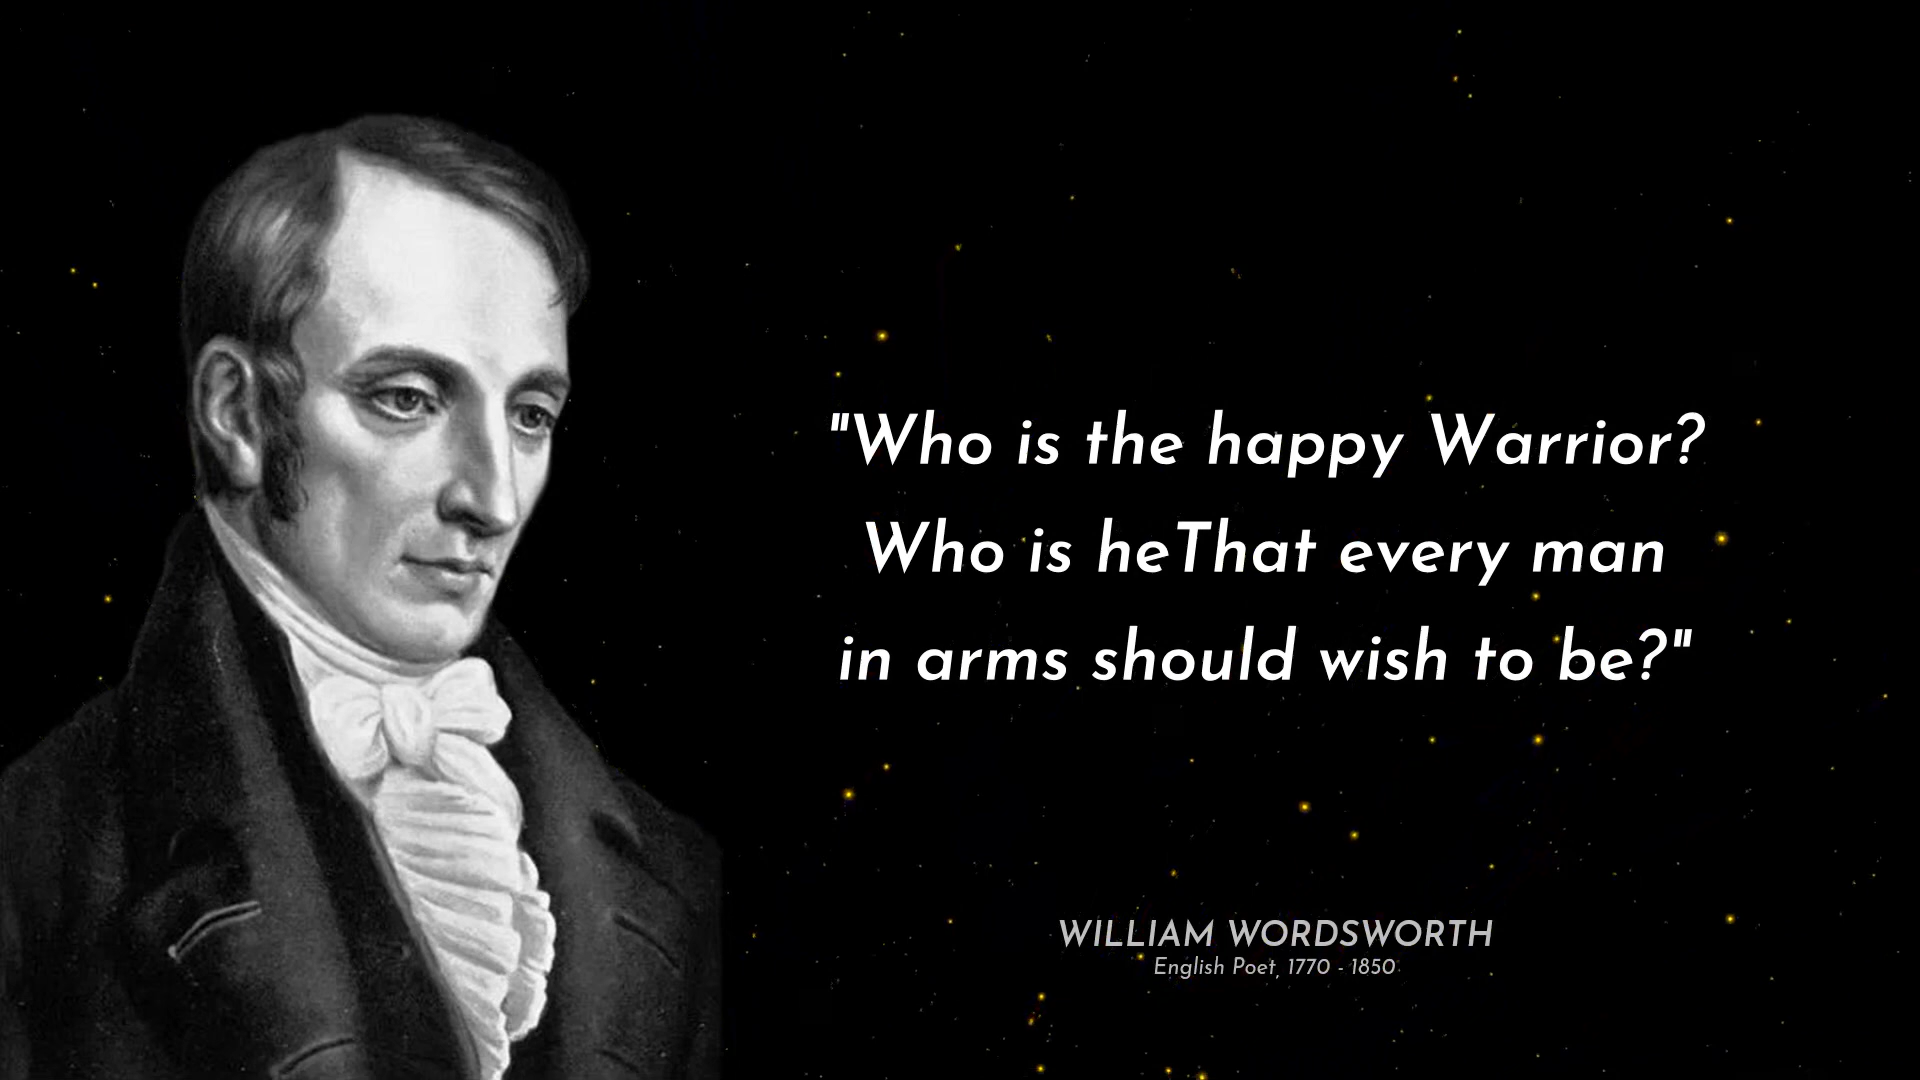 "Who is the happy Warrior?
Who is heThat every man
in arms should wish to be?"
WILLIAM WORDSWORTH
English Poet, 1770 - 1850